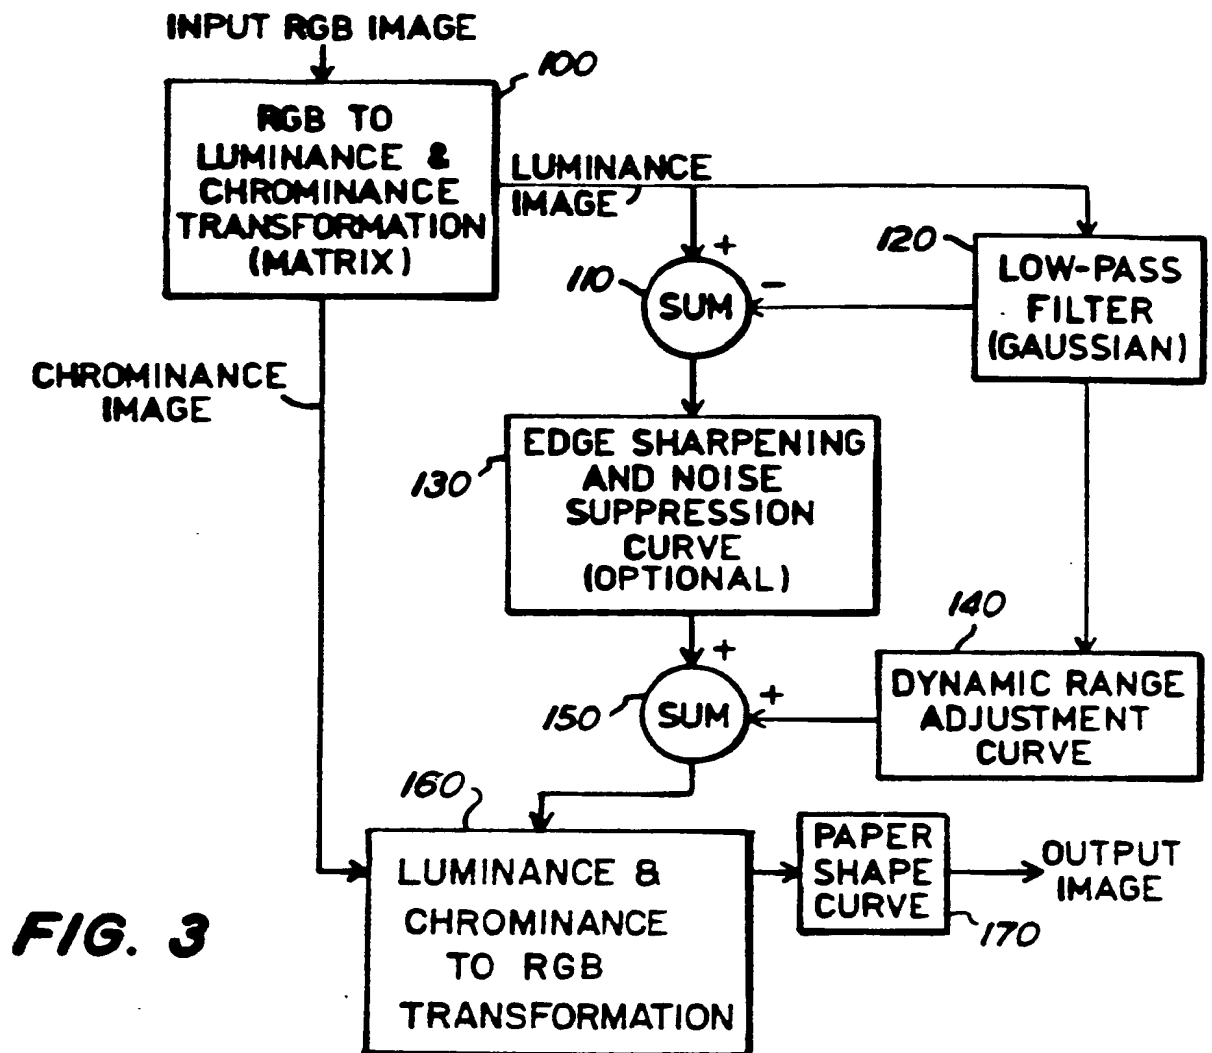 INPUT RGB IMAGE
100
RGB TO
LUMINANCE &
CHROMINANCE
TRANSFORMATION
(MATRIX)
LUMINANCE
IMAGE
120
LOW-PASS
FILTER
(GAUSSIAN)
+
-
110
SUM
CHROMINANCE
IMAGE
130
EDGE SHARPENING
AND NOISE
SUPPRESSION
CURVE
(OPTIONAL)
140
DYNAMIC RANGE
ADJUSTMENT
CURVE
+
+
150
SUM
160
LUMINANCE &
CHROMINANCE
TO RGB
TRANSFORMATION
PAPER
SHAPE
CURVE
170
OUTPUT
IMAGE
FIG. 3